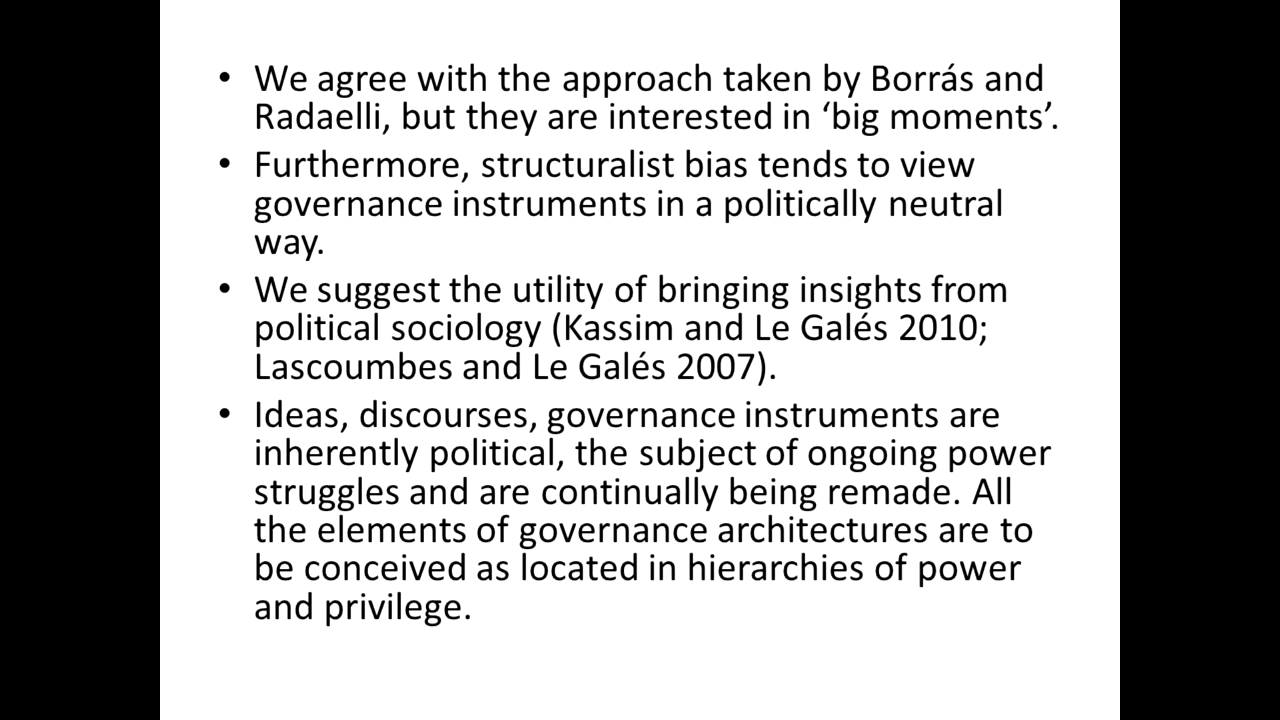 • We agree with the approach taken by Borrás and
Radaelli, but they are interested in ‘big moments’.
• Furthermore, structuralist bias tends to view
governance instruments in a politically neutral
way.
• We suggest the utility of bringing insights from
political sociology (Kassim and Le Galés 2010;
Lascoumbes and Le Galés 2007).
• Ideas, discourses, governance instruments are
inherently political, the subject of ongoing power
struggles and are continually being remade. All
the elements of governance architectures are to
be conceived as located in hierarchies of power
and privilege.